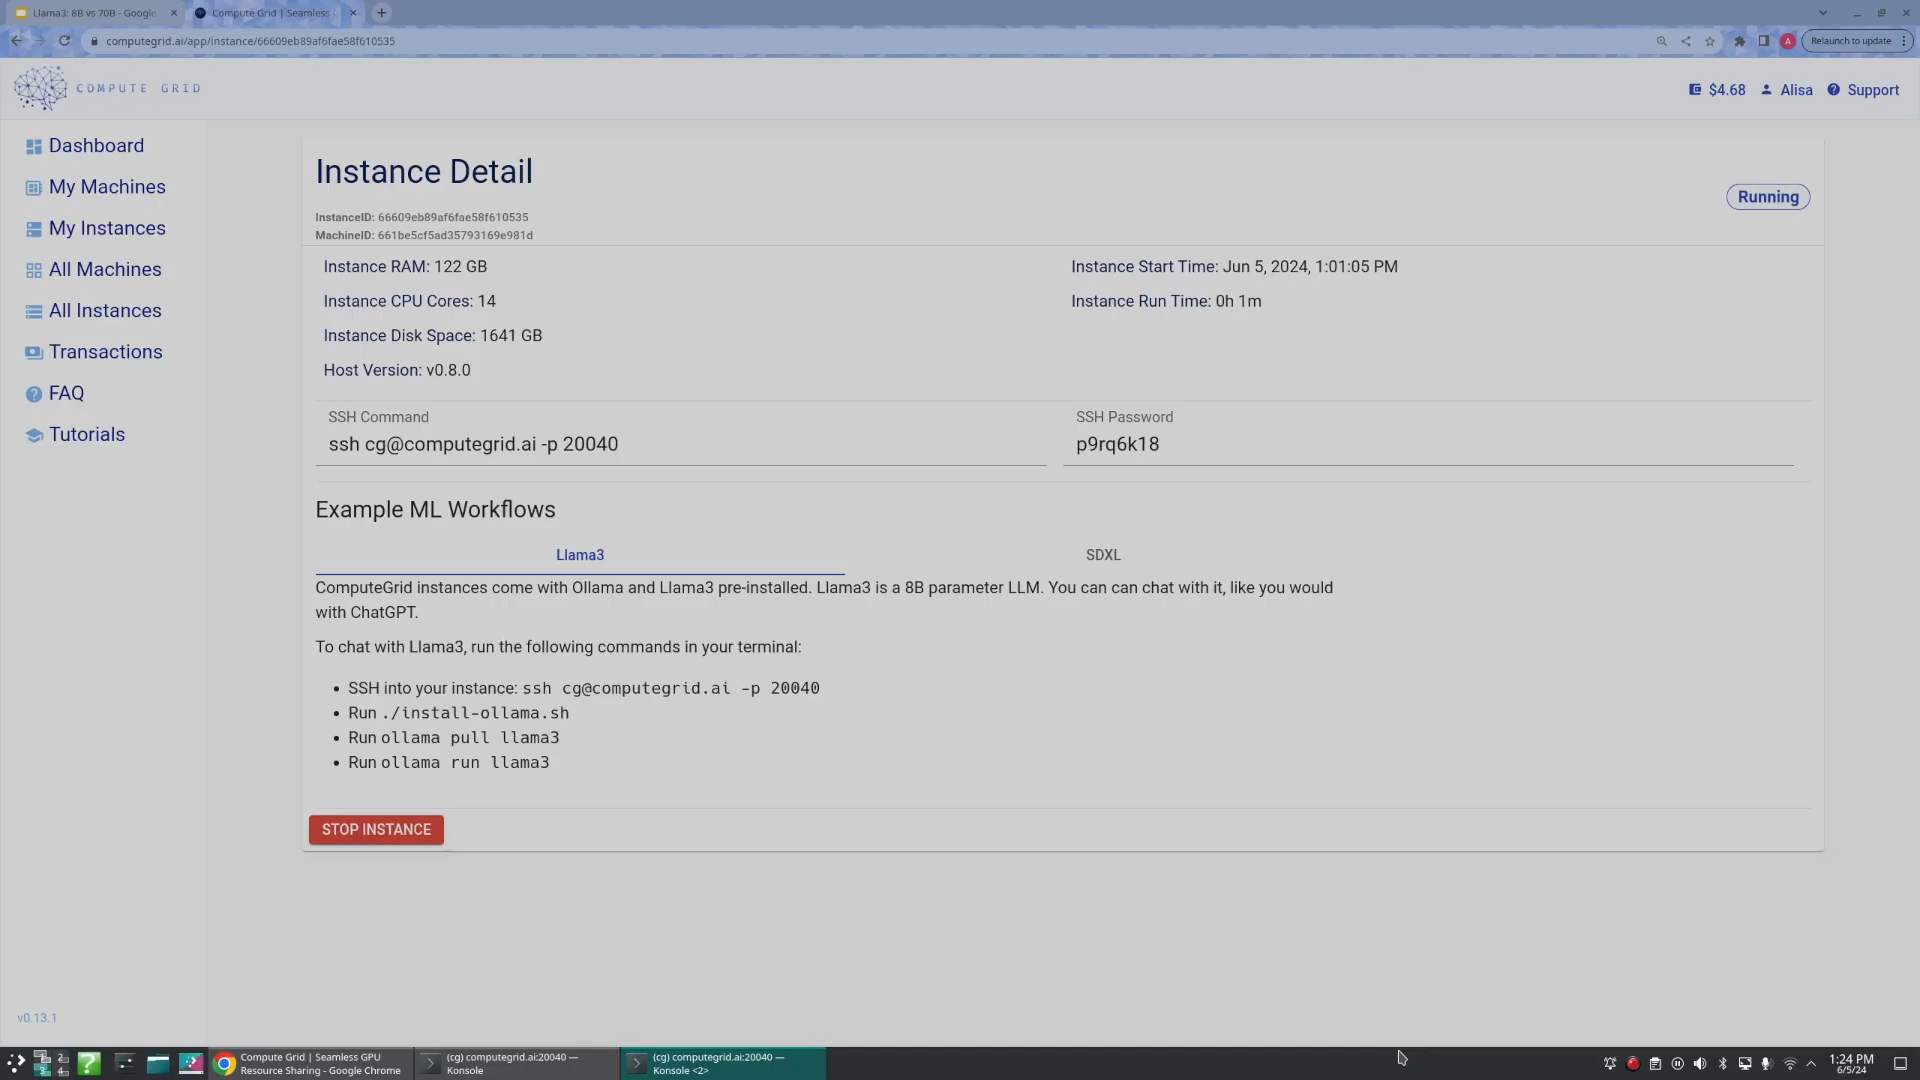 Llama3: 8B vs 70B - Google
Compute Grid | Seamless
computegrid.ai/app/instance/66609eb89af6fae58f610535
A
Relaunch to update
COMPUTE GRID
$4.68
Alisa
Support
Dashboard
My Machines
My Instances
All Machines
All Instances
Transactions
FAQ
Tutorials
v0.13.1
Instance Detail
Running
InstanceID: 66609eb89af6fae58f610535
MachineID: 661be5cf5ad35793169e981d
Instance RAM: 122 GB
Instance Start Time: Jun 5, 2024, 1:01:05 PM
Instance CPU Cores: 14
Instance Run Time: 0h 1m
Instance Disk Space: 1641 GB
Host Version: v0.8.0
SSH Command
ssh cg@computegrid.ai -p 20040
SSH Password
p9rq6k18
Example ML Workflows
Llama3
SDXL
ComputeGrid instances come with Ollama and Llama3 pre-installed. Llama3 is a 8B parameter LLM. You can can chat with it, like you would
with ChatGPT.
To chat with Llama3, run the following commands in your terminal:
• SSH into your instance: ssh cg@computegrid.ai -p 20040
• Run ./install-ollama.sh
• Run ollama pull llama3
• Run ollama run llama3
STOP INSTANCE
Compute Grid | Seamless GPU
Resource Sharing - Google Chrome
(cg) computegrid.ai:20040 —
Konsole
(cg) computegrid.ai:20040 —
Konsole <2>
1:24 PM
6/5/24